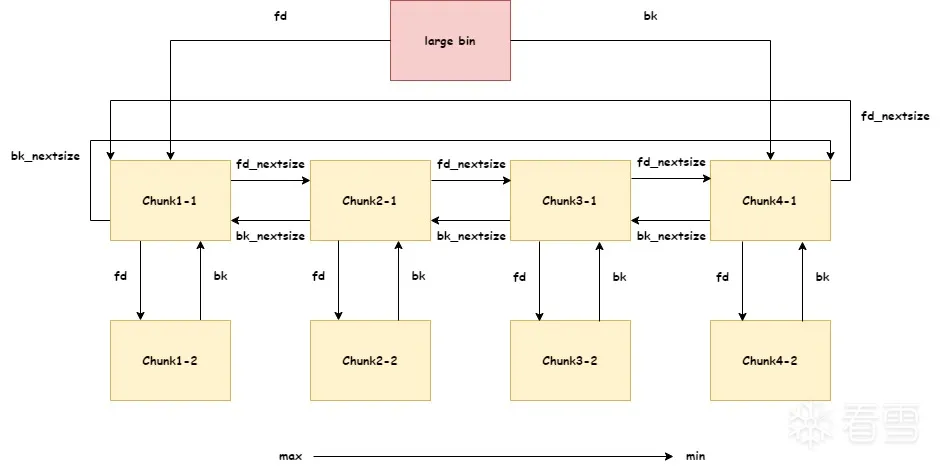 fd
bk
large bin
fd_nextsize
bk_nextsize
fd_nextsize
fd_nextsize
fd_nextsize
Chunk1-1
Chunk2-1
Chunk3-1
Chunk4-1
bk_nextsize
bk_nextsize
bk_nextsize
fd
bk
fd
bk
fd
bk
fd
bk
Chunk1-2
Chunk2-2
Chunk3-2
Chunk4-2
看雪
max
min